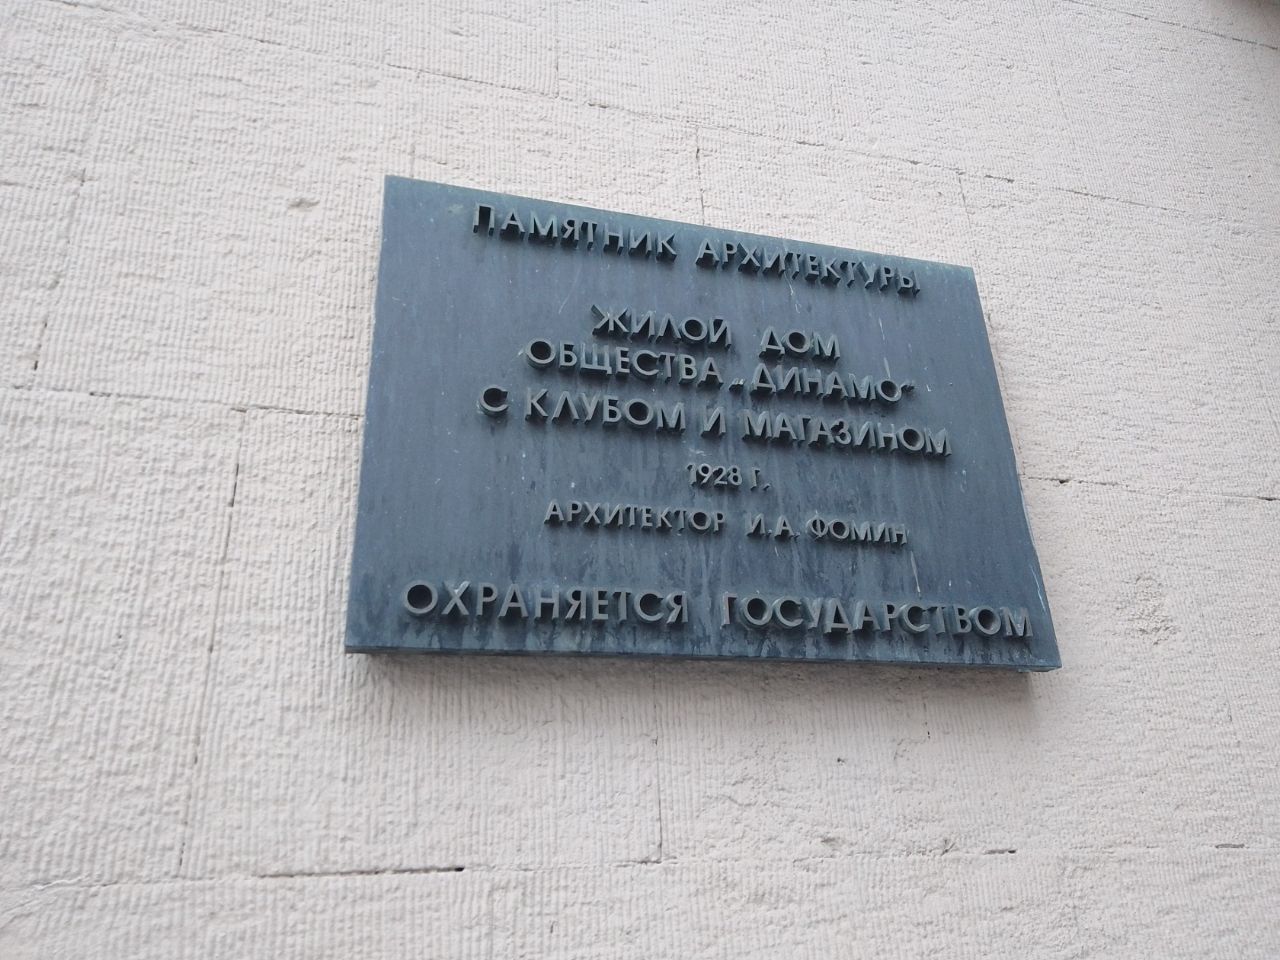 ПАМЯТНИК АРХИТЕКТУРЫ
ЖИЛОЙ ДОМ
ОБЩЕСТВА „ДИНАМО“
С КЛУБОМ И МАГАЗИНОМ
1928 г.
АРХИТЕКТОР И.А. ФОМИН
ОХРАНЯЕТСЯ ГОСУДАРСТВОМ